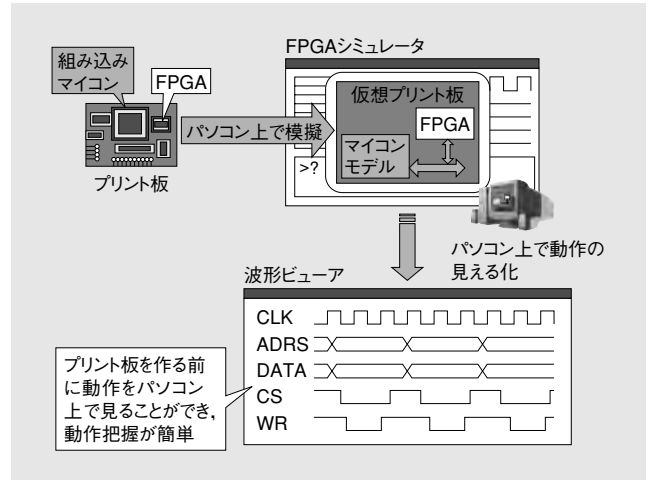 組み込み
マイコン
FPGA
プリント板
パソコン上で模擬
FPGAシミュレータ
仮想プリント板
FPGA
マイコン
モデル
>?
パソコン上で動作の
見える化
波形ビューア
CLK
ADRS
DATA
CS
WR
プリント板を作る前
に動作をパソコン
上で見ることができ,
動作把握が簡単